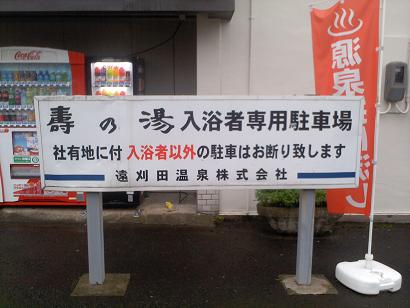 Coca-Cola
壽の湯 入浴者専用駐車場
社有地に付 入浴者以外の駐車はお断り致します
遠刈田温泉株式会社
♨源泉